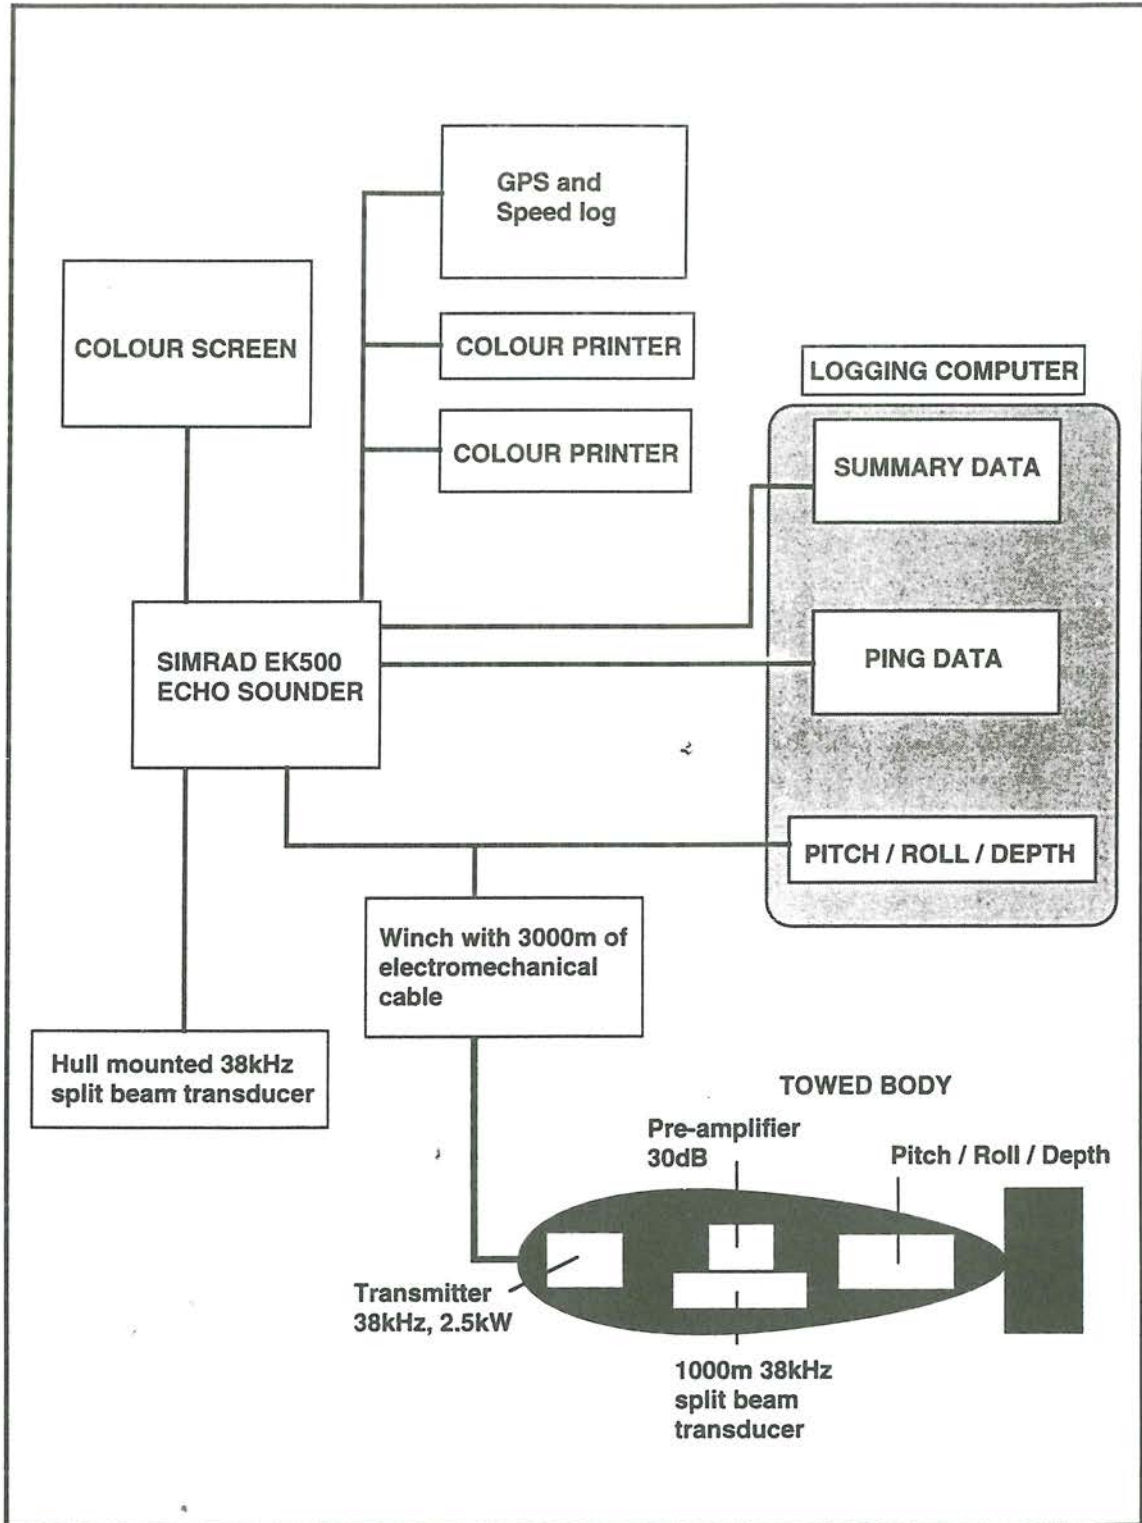 GPS and
Speed log
COLOUR SCREEN
COLOUR PRINTER
LOGGING COMPUTER
COLOUR PRINTER
SUMMARY DATA
SIMRAD EK500
ECHO SOUNDER
PING DATA
PITCH / ROLL / DEPTH
Winch with 3000m of
electromechanical
cable
Hull mounted 38kHz
split beam transducer
TOWED BODY
Pre-amplifier
30dB
Pitch / Roll / Depth
Transmitter
38kHz, 2.5kW
1000m 38kHz
split beam
transducer